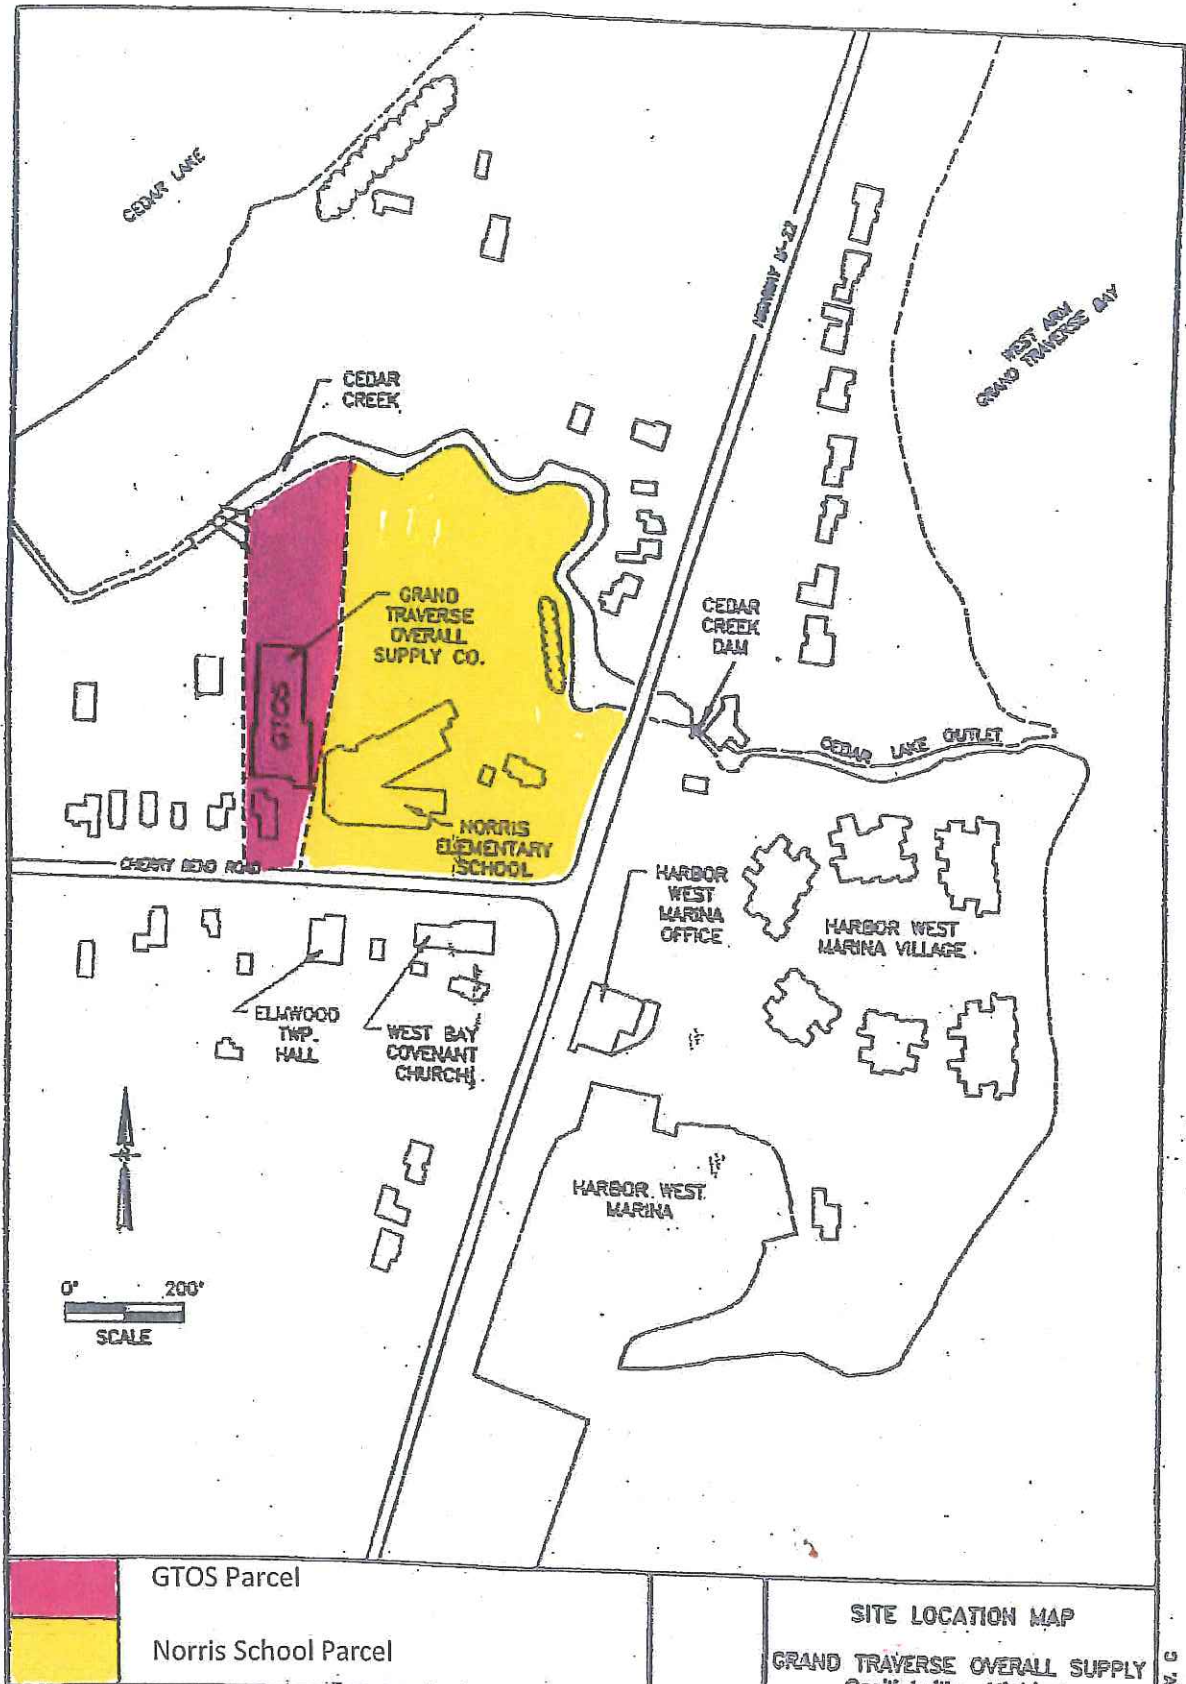 CEDAR LAKE
HIGHWAY M-22
WEST ARM
GRAND TRAVERSE BAY
CEDAR
CREEK
GRAND
TRAVERSE
OVERALL
SUPPLY CO.
GTOS
CEDAR
CREEK
DAM
CEDAR LAKE OUTLET
NORRIS
ELEMENTARY
SCHOOL
CHERRY BEND ROAD
HARBOR
WEST
MARINA
OFFICE
HARBOR WEST
MARINA VILLAGE
ELMWOOD
TWP.
HALL
WEST BAY
COVENANT
CHURCH
HARBOR WEST
MARINA
0' 200'
SCALE
GTOS Parcel
Norris School Parcel
SITE LOCATION MAP
GRAND TRAVERSE OVERALL SUPPLY